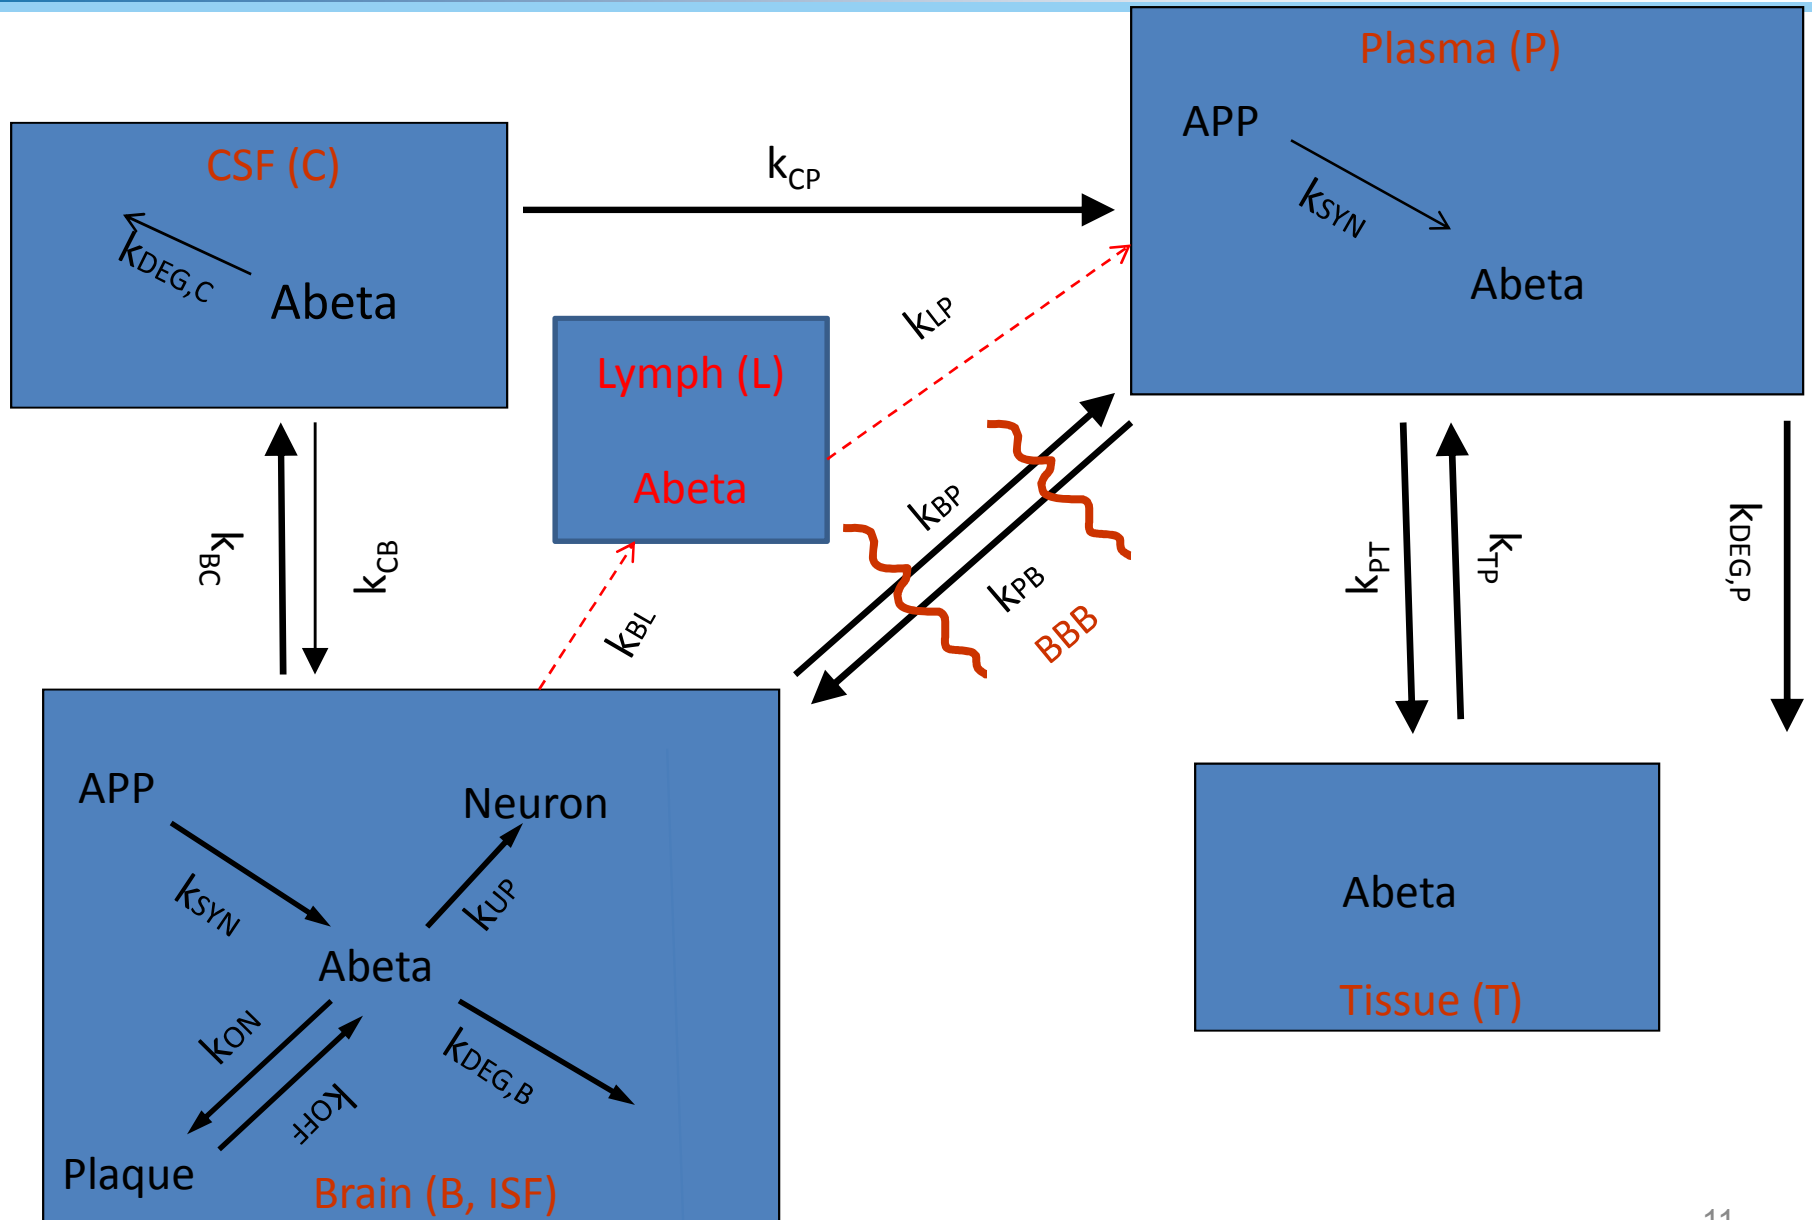 Plasma (P)
APP
kSYN
Abeta
CSF (C)
kDEG,C
Abeta
kCP
kLP
Lymph (L)
Abeta
kBC
kCB
kBL
kBP
kPB
BBB
kPT
kTP
kDEG,P
APP
Neuron
kSYN
kUP
Abeta
kON
kOFF
kDEG,B
Plaque
Brain (B, ISF)
Abeta
Tissue (T)
11